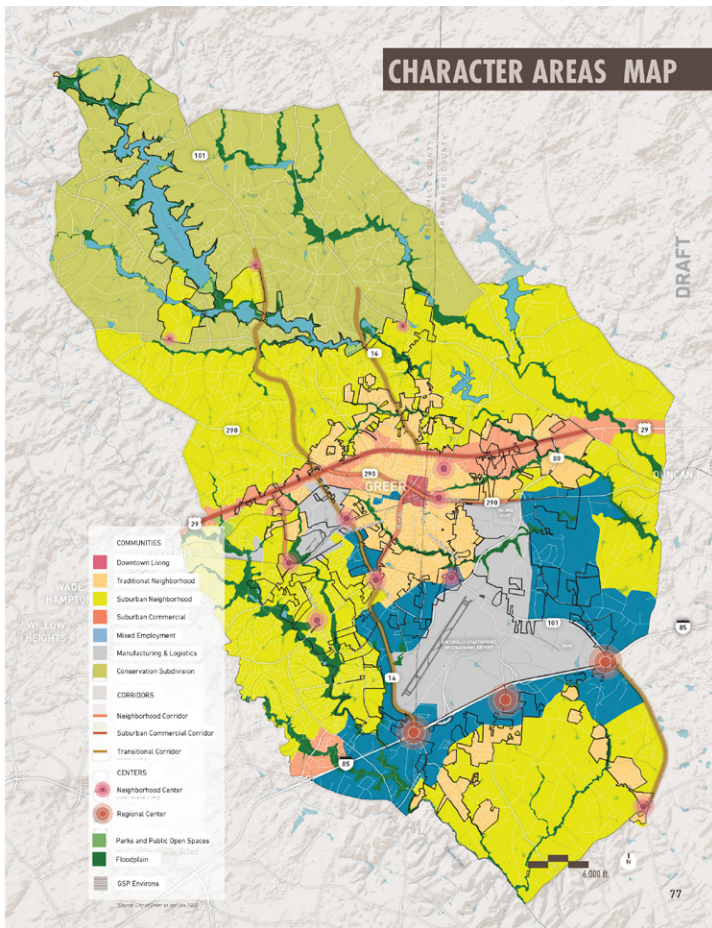 CHARACTER AREAS MAP
101
DRAFT
14
290
29
80
290
DUNCAN
GREER
290
29
COMMUNITIES
Downtown Living
Traditional Neighborhood
WADE
HAMPTON
Suburban Neighborhood
WILLOW
HEIGHTS
Suburban Commercial
Mixed Employment
Manufacturing & Logistics
Conservation Subdivision
CORRIDORS
Neighborhood Corridor
Suburban Commercial Corridor
Transitional Corridor
CENTERS
Neighborhood Center
Regional Center
Parks and Public Open Spaces
Floodplain
GSP Environs
101
85
INTERNATIONAL AIRPORT
14
85
6,000 ft.
N
77